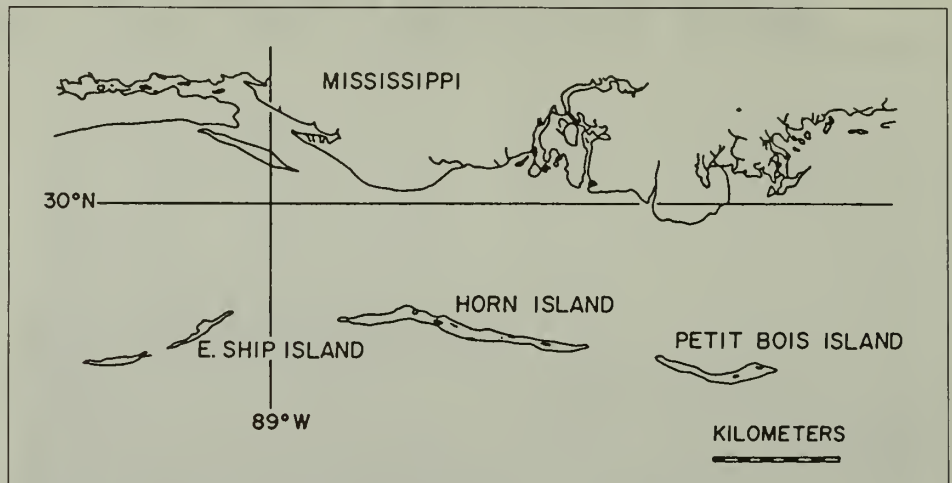 MISSISSIPPI
30°N
HORN ISLAND
E. SHIP ISLAND
PETIT BOIS ISLAND
89°W
KILOMETERS